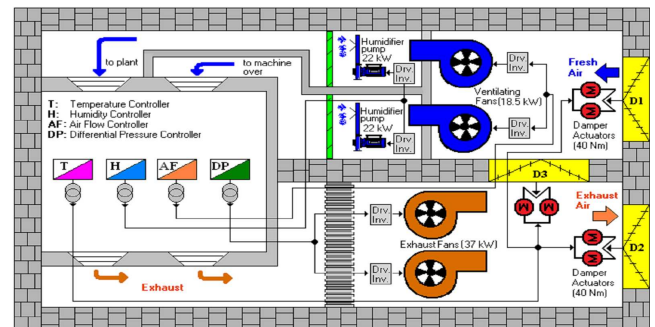 to plant
to machine
over
T: Temperature Controller
H: Humidity Controller
AF: Air Flow Controller
DP: Differential Pressure Controller
T
H
AF
DP
Exhaust
Humidifier
pump
22 kW
Drv.
Inv.
Humidifier
pump
22 kW
Drv.
Inv.
Drv.
Inv.
Ventilating
Fans(18.5 kW)
Drv.
Inv.
Fresh
Air
D1
M
M
Damper
Actuators
(40 Nm)
D3
M
M
Drv.
Inv.
Exhaust Fans (37 kW)
Drv.
Inv.
Exhaust
Air
D2
M
M
Damper
Actuators
(40 Nm)